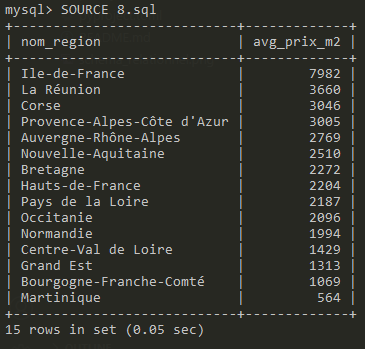 mysql> SOURCE 8.sql
+----------------------------+-------------+
| nom_region                 | avg_prix_m2 |
+----------------------------+-------------+
| Ile-de-France              |        7982 |
| La Réunion                 |        3660 |
| Corse                      |        3046 |
| Provence-Alpes-Côte d'Azur |        3005 |
| Auvergne-Rhône-Alpes       |        2769 |
| Nouvelle-Aquitaine         |        2510 |
| Bretagne                   |        2272 |
| Hauts-de-France            |        2204 |
| Pays de la Loire           |        2187 |
| Occitanie                  |        2096 |
| Normandie                  |        1994 |
| Centre-Val de Loire        |        1429 |
| Grand Est                  |        1313 |
| Bourgogne-Franche-Comté    |        1069 |
| Martinique                 |         564 |
+----------------------------+-------------+
15 rows in set (0.05 sec)